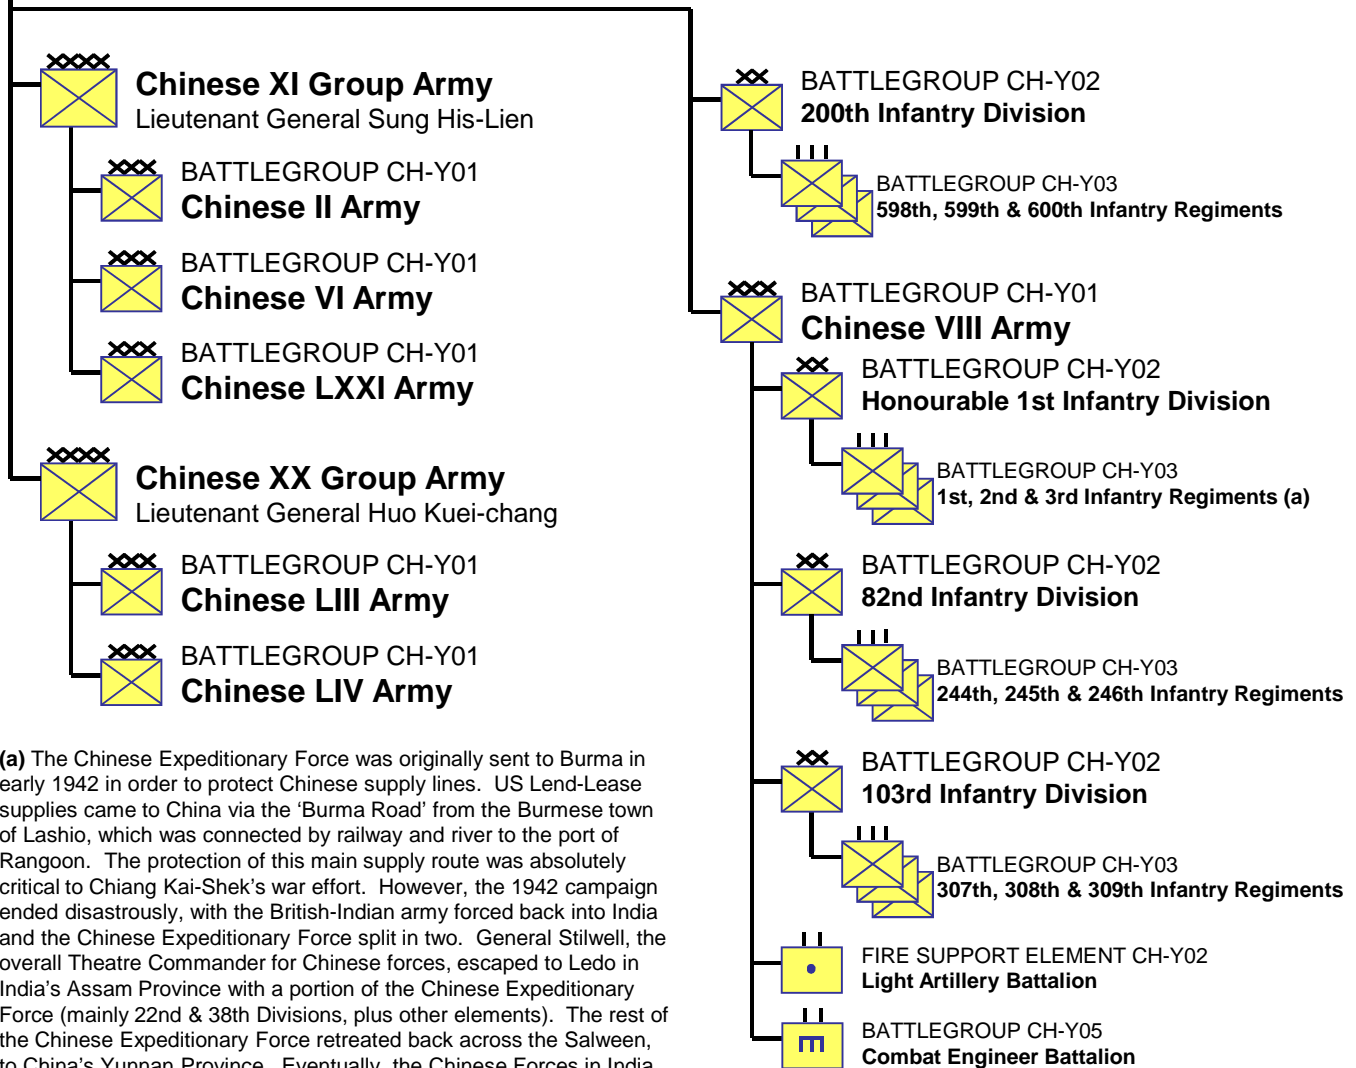 Chinese XI Group Army
Lieutenant General Sung His-Lien
BATTLEGROUP CH-Y01
Chinese II Army
BATTLEGROUP CH-Y01
Chinese VI Army
BATTLEGROUP CH-Y01
Chinese LXXI Army
Chinese XX Group Army
Lieutenant General Huo Kuei-chang
BATTLEGROUP CH-Y01
Chinese LIII Army
BATTLEGROUP CH-Y01
Chinese LIV Army
(a) The Chinese Expeditionary Force was originally sent to Burma in
early 1942 in order to protect Chinese supply lines.  US Lend-Lease
supplies came to China via the ‘Burma Road’ from the Burmese town
of Lashio, which was connected by railway and river to the port of
Rangoon.  The protection of this main supply route was absolutely
critical to Chiang Kai-Shek’s war effort.  However, the 1942 campaign
ended disastrously, with the British-Indian army forced back into India
and the Chinese Expeditionary Force split in two.  General Stilwell, the
overall Theatre Commander for Chinese forces, escaped to Ledo in
India’s Assam Province with a portion of the Chinese Expeditionary
Force (mainly 22nd & 38th Divisions, plus other elements).  The rest of
the Chinese Expeditionary Force retreated back across the Salween,
to China’s Yunnan Province.  Eventually, the Chinese Forces in India
BATTLEGROUP CH-Y02
200th Infantry Division
BATTLEGROUP CH-Y03
598th, 599th & 600th Infantry Regiments
BATTLEGROUP CH-Y01
Chinese VIII Army
BATTLEGROUP CH-Y02
Honourable 1st Infantry Division
BATTLEGROUP CH-Y03
1st, 2nd & 3rd Infantry Regiments (a)
BATTLEGROUP CH-Y02
82nd Infantry Division
BATTLEGROUP CH-Y03
244th, 245th & 246th Infantry Regiments
BATTLEGROUP CH-Y02
103rd Infantry Division
BATTLEGROUP CH-Y03
307th, 308th & 309th Infantry Regiments
FIRE SUPPORT ELEMENT CH-Y02
Light Artillery Battalion
BATTLEGROUP CH-Y05
Combat Engineer Battalion